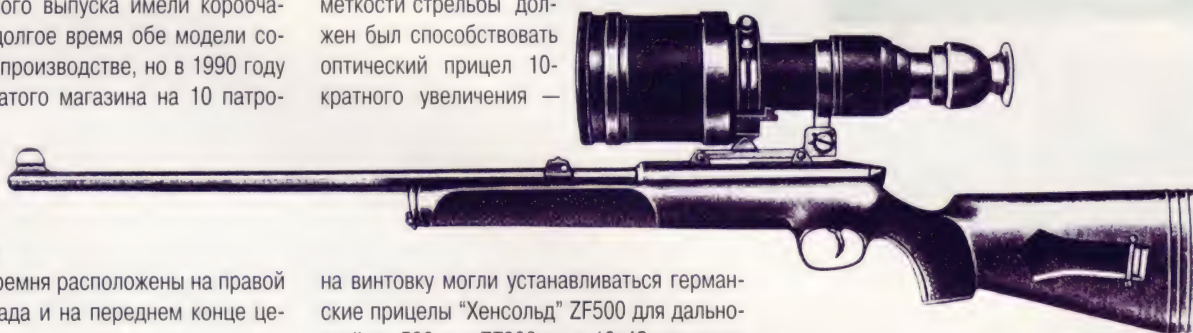 ого выпуска имели коробча-
долгое время обе модели со-
производстве, но в 1990 году
атого магазина на 10 патро-
меткости стрельбы дол-
жен был способствовать
оптический прицел 10-
кратного увеличения —
ремня расположены на правой
ада и на переднем конце це-
на винтовку могли устанавливаться герман-
ские прицелы "Хенсольд" ZF500 для дально-